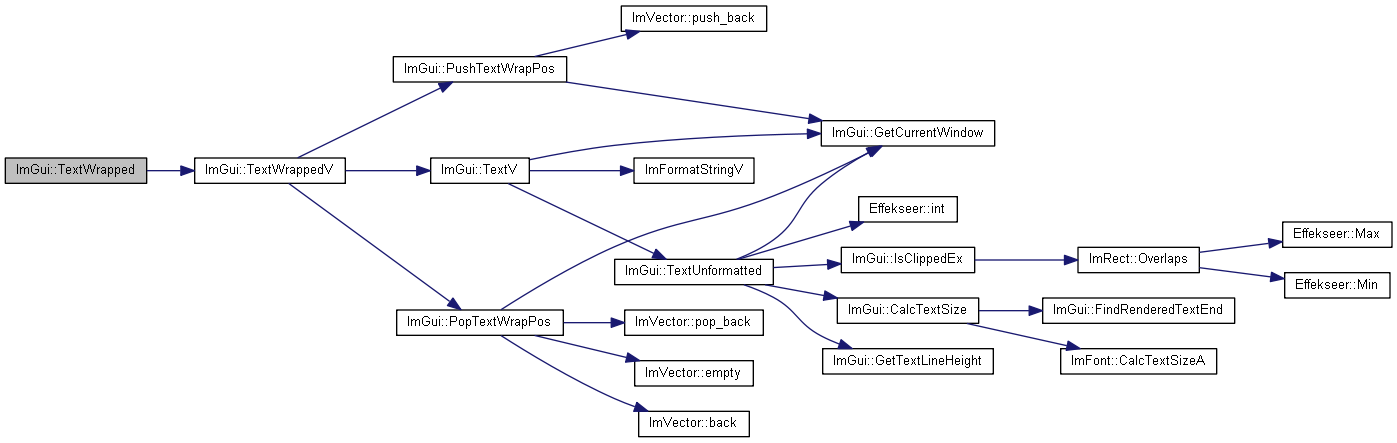 ImVector::push_back
ImGui::PushTextWrapPos
ImGui::GetCurrentWindow
ImGui::TextWrapped
ImGui::TextWrappedV
ImGui::TextV
ImFormatStringV
Effekseer::int
Effekseer::Max
ImGui::TextUnformatted
ImGui::IsClippedEx
ImRect::Overlaps
Effekseer::Min
ImGui::PopTextWrapPos
ImVector::pop_back
ImGui::CalcTextSize
ImGui::FindRenderedTextEnd
ImGui::GetTextLineHeight
ImFont::CalcTextSizeA
ImVector::empty
ImVector::back